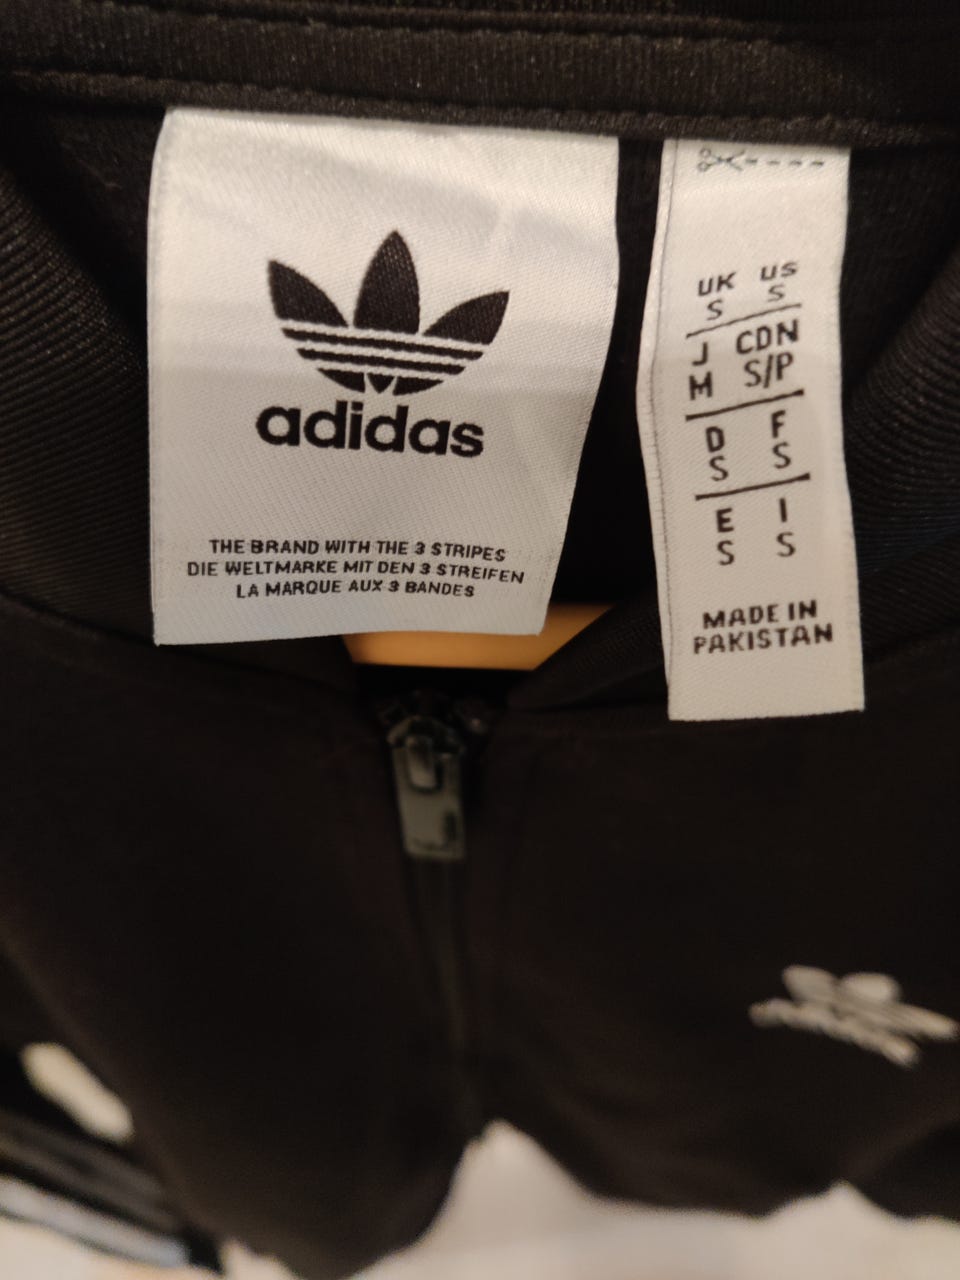 adidas
THE BRAND WITH THE 3 STRIPES
DIE WELTMARKE MIT DEN 3 STREIFEN
LA MARQUE AUX 3 BANDES
UK US
S S
J CDN
M S/P
D F
S S
E I
S S
MADE IN
PAKISTAN